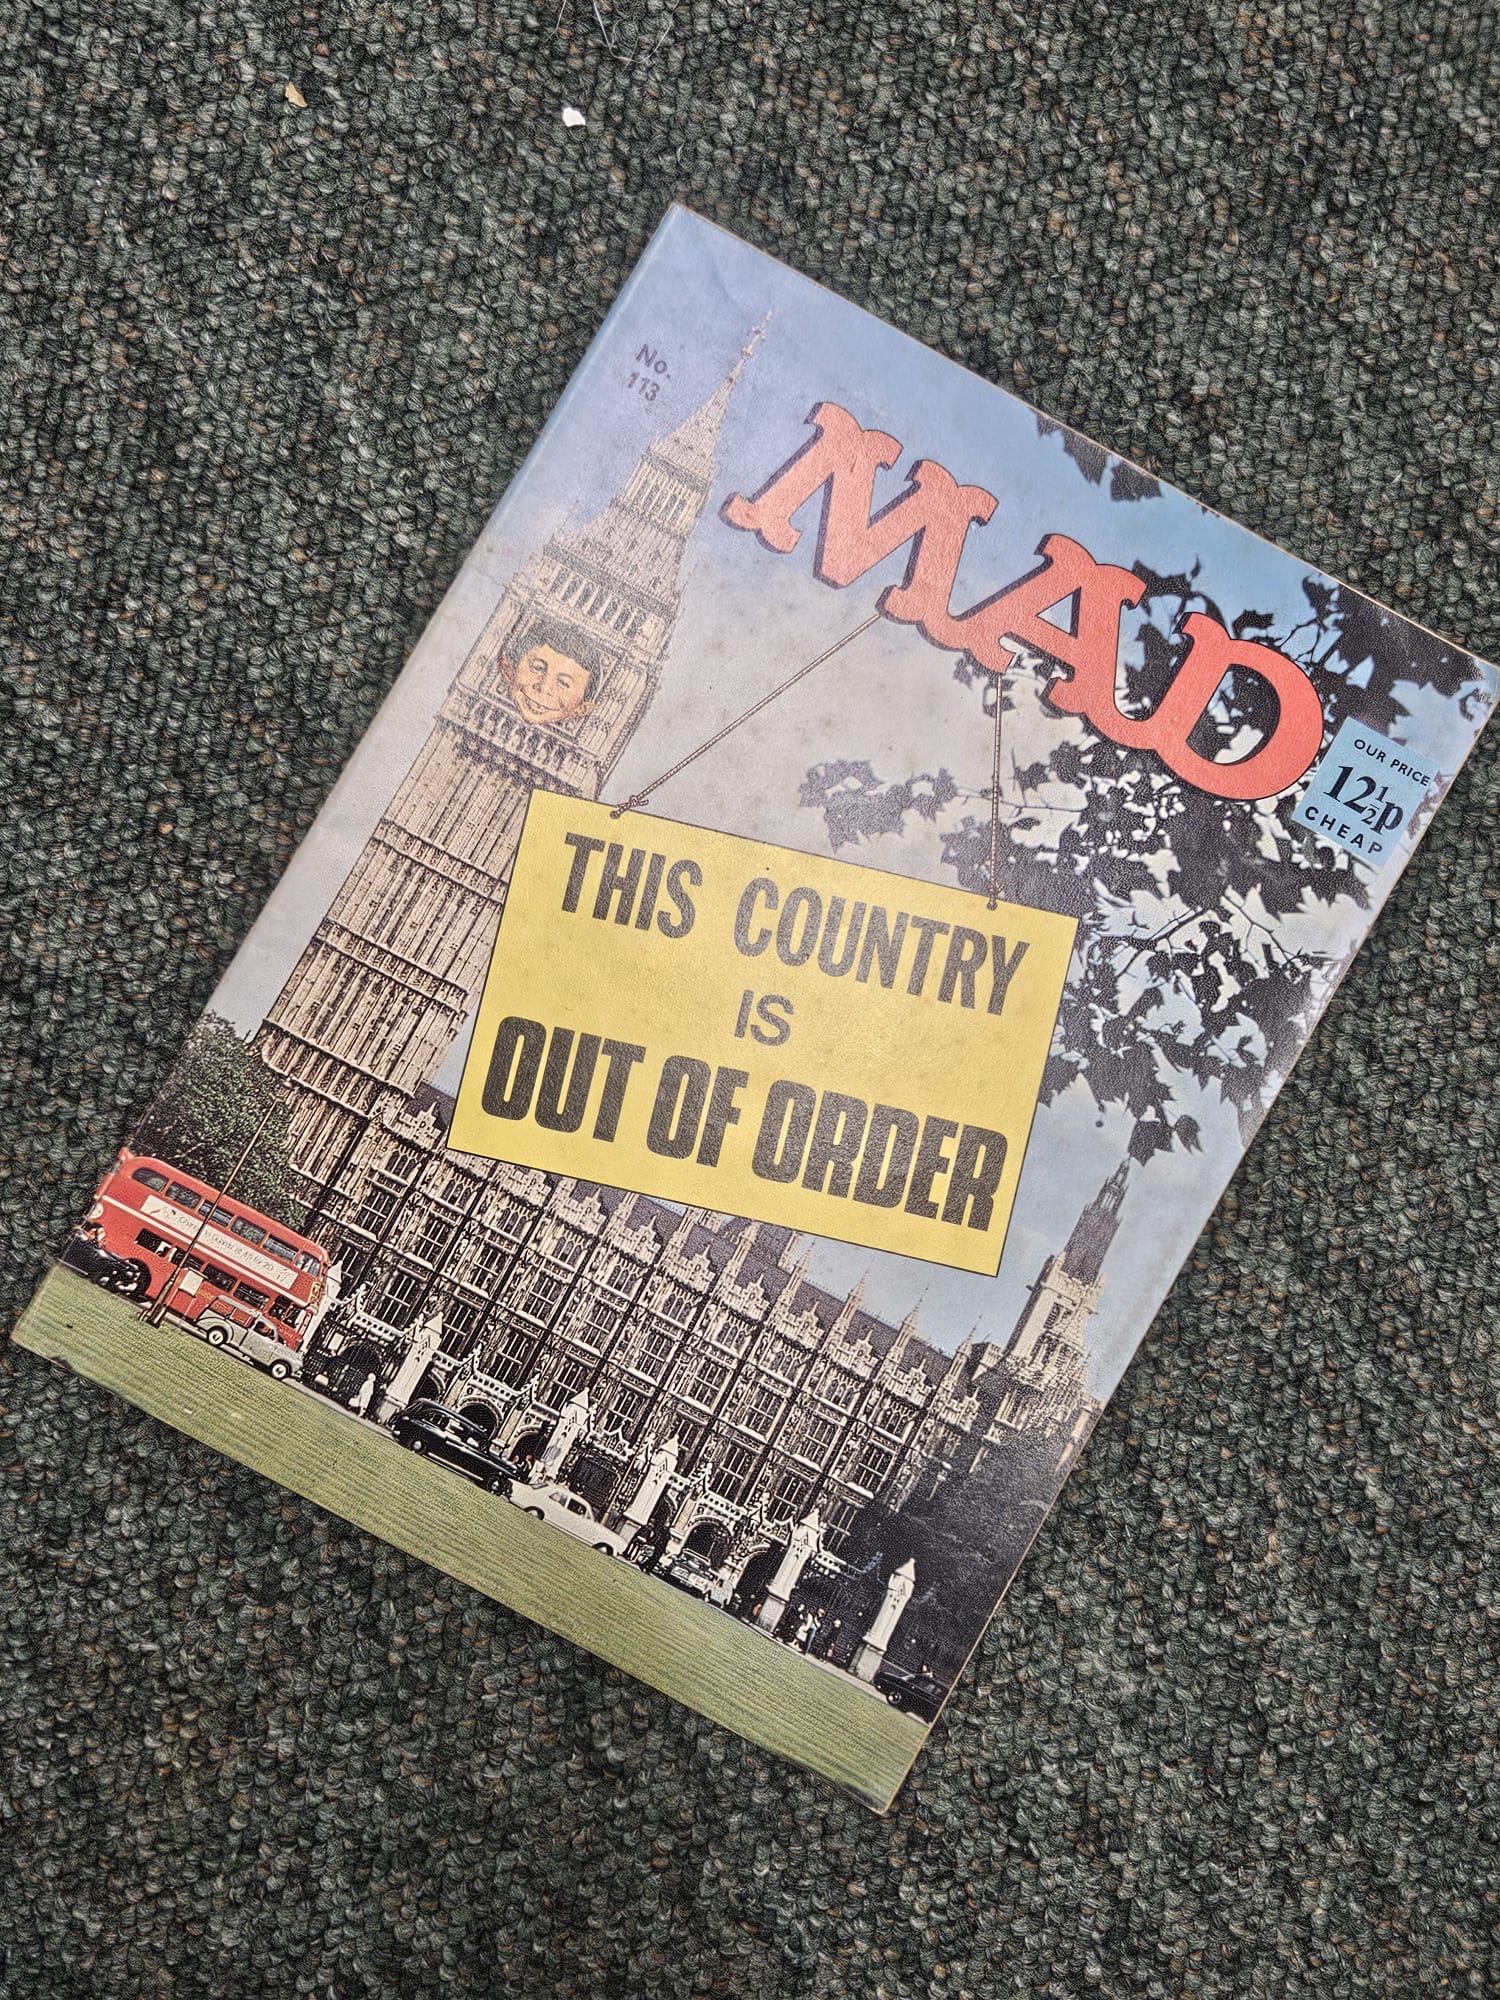 No.
113
MAD
OUR PRICE
12½p
CHEAP
THIS COUNTRY
IS
OUT OF ORDER